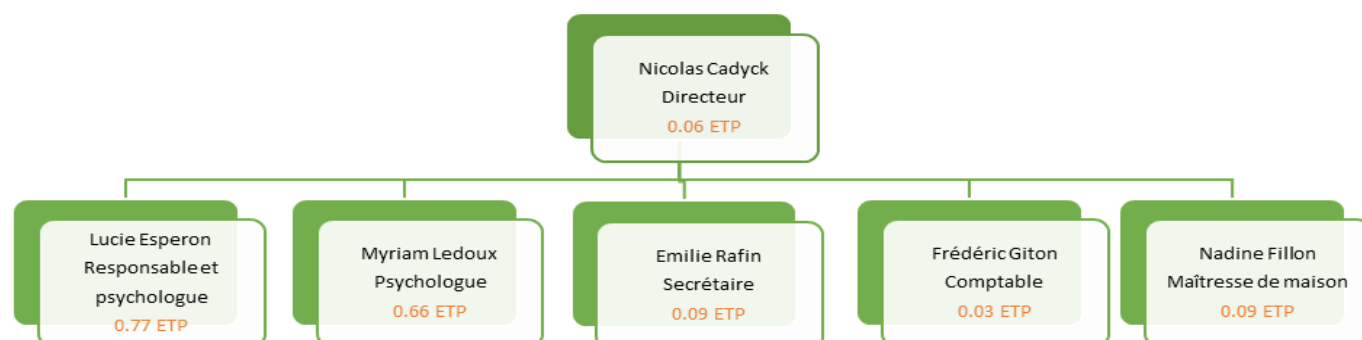 Nicolas Cadyck
Directeur
0.06 ETP
Lucie Esperon
Responsable et
psychologue
0.77 ETP
Myriam Ledoux
Psychologue
0.66 ETP
Emilie Rafin
Secrétaire
0.09 ETP
Frédéric Giton
Comptable
0.03 ETP
Nadine Fillon
Maîtresse de maison
0.09 ETP